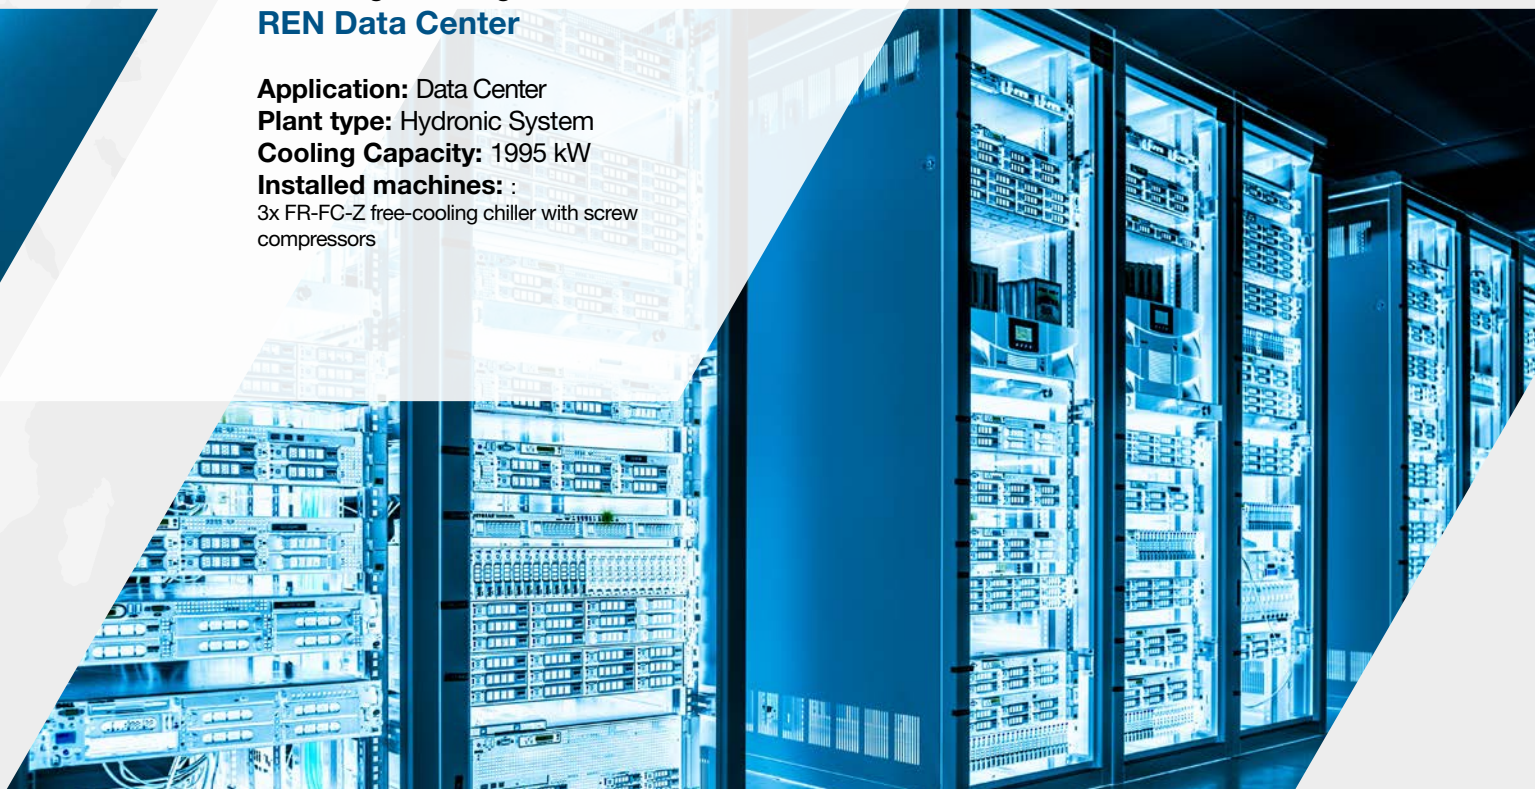 REN Data Center
Application: Data Center
Plant type: Hydronic System
Cooling Capacity: 1995 kW
Installed machines: :
3x FR-FC-Z free-cooling chiller with screw
compressors